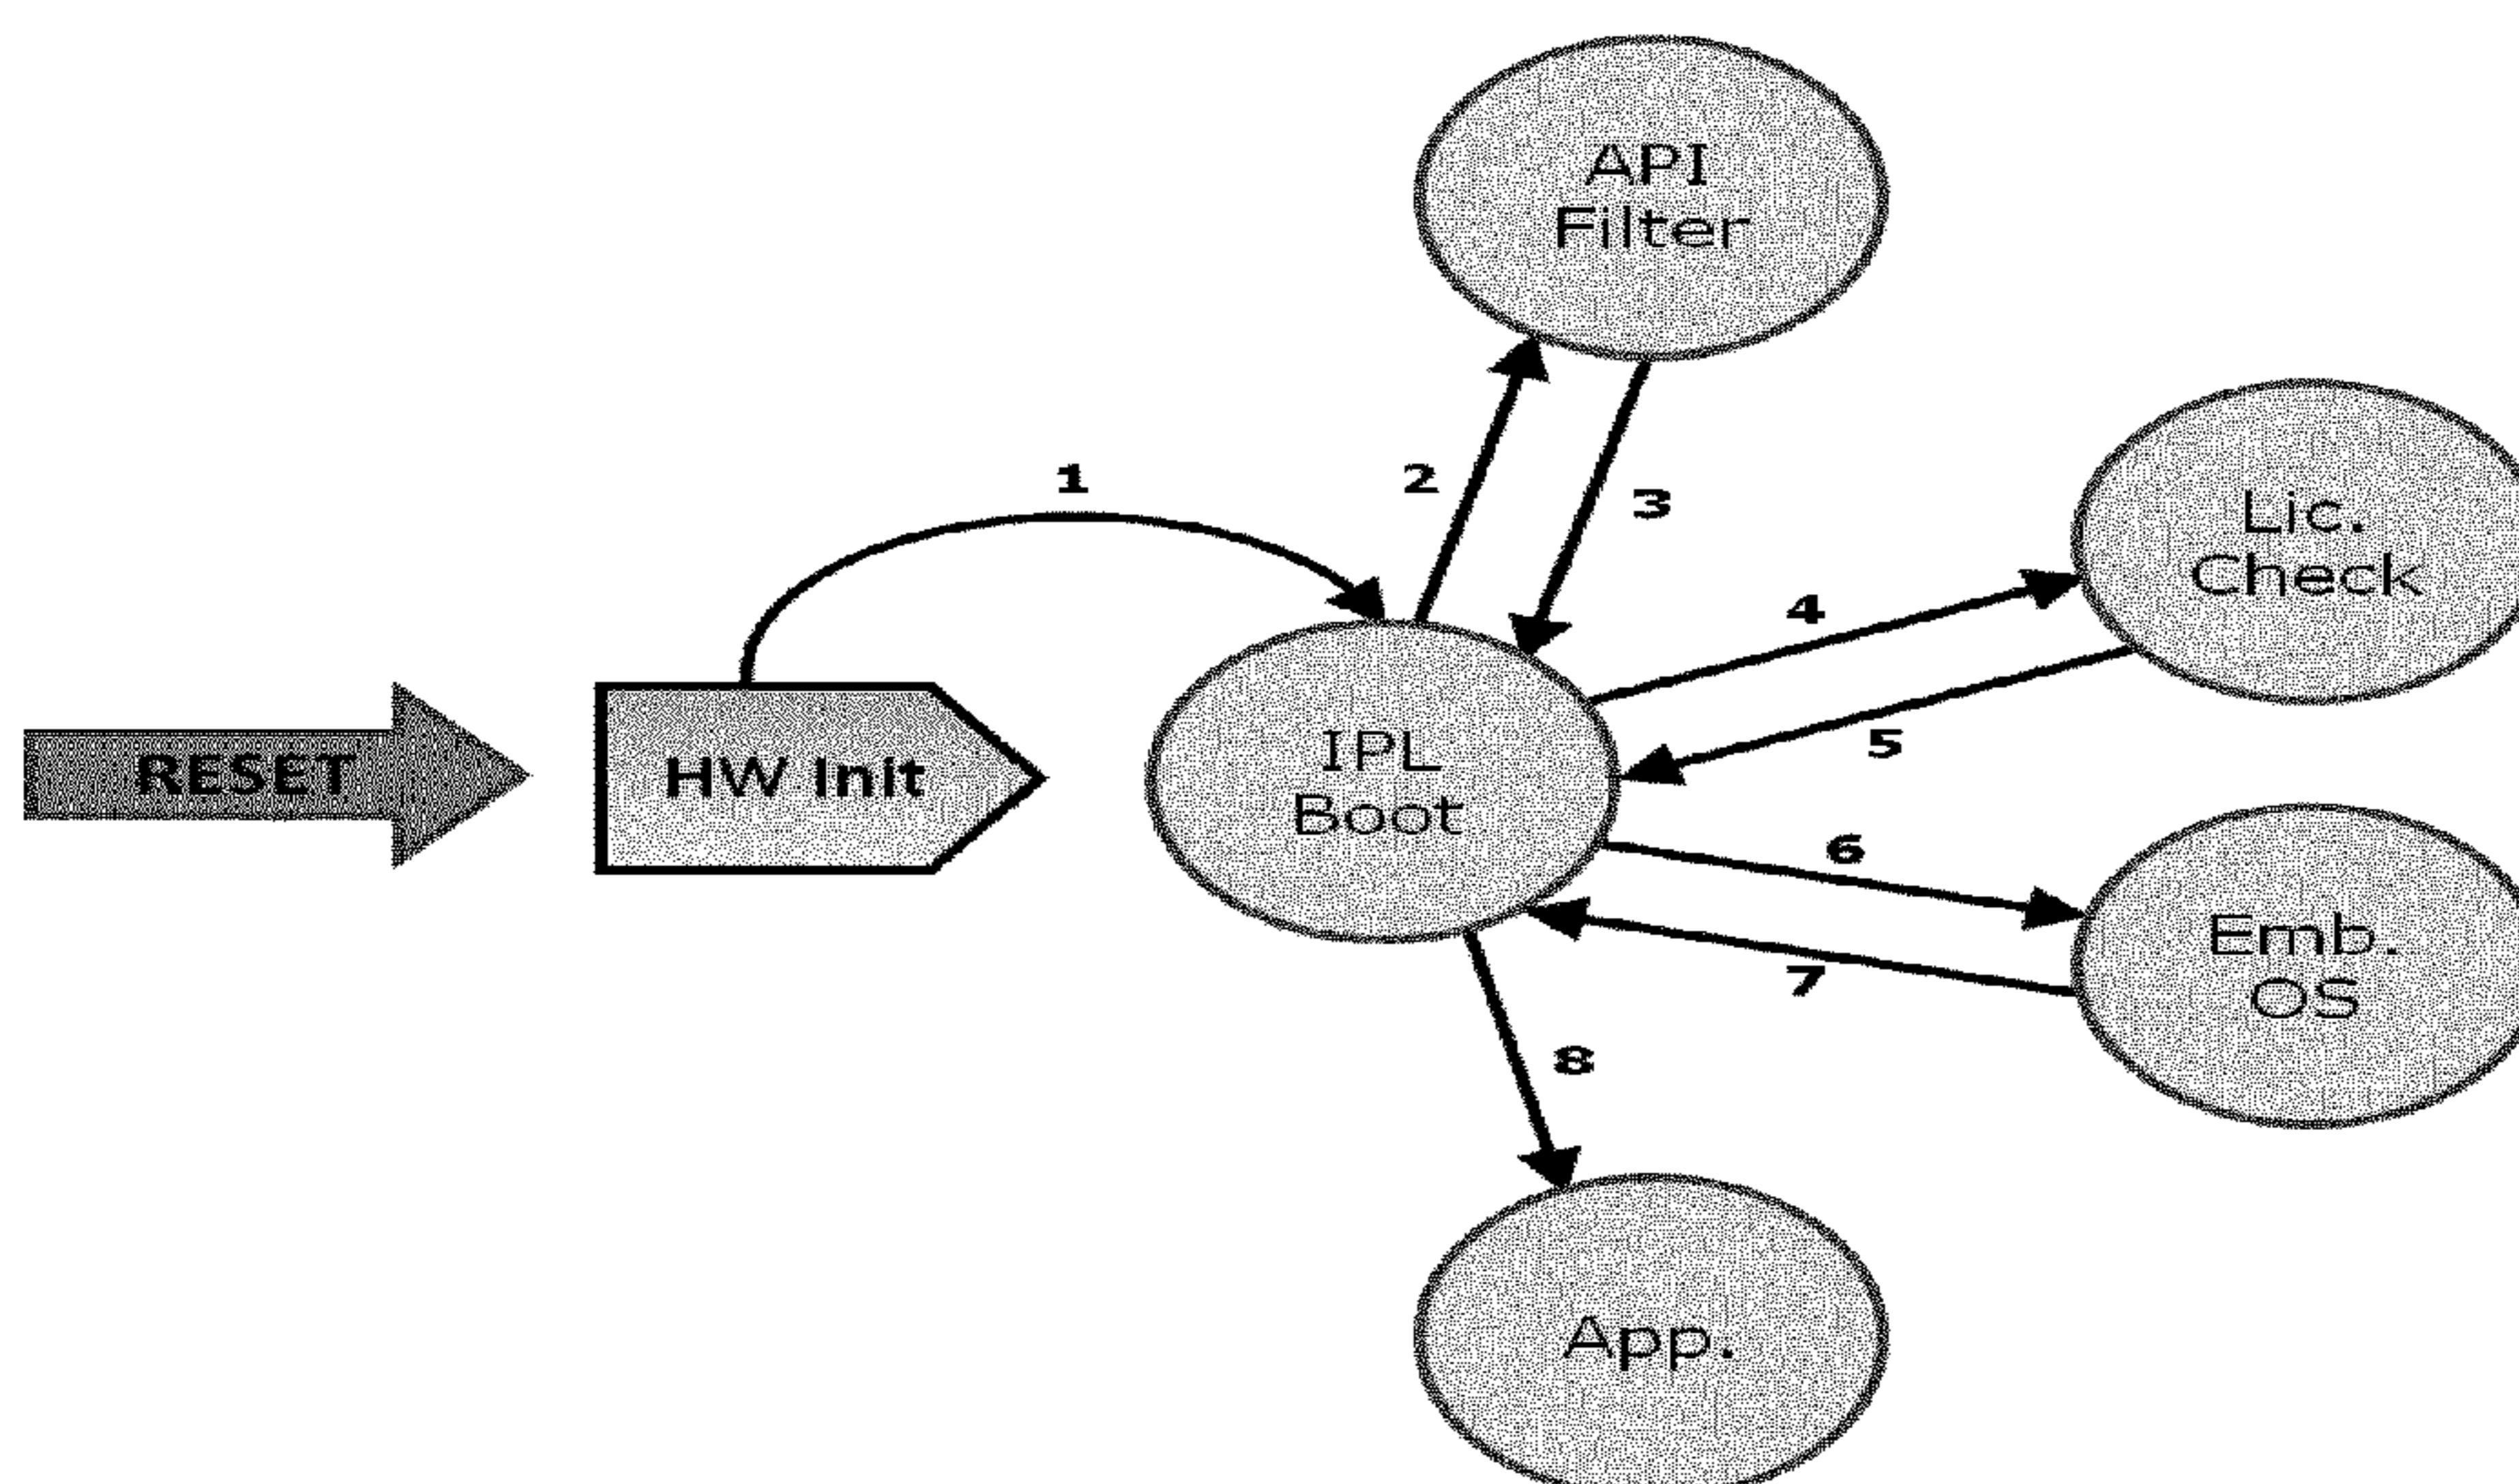 API
Filter
1
2
3
Lic.
Check
4
5
RESET
HW Init
IPL
Boot
6
7
Emb.
OS
8
App.